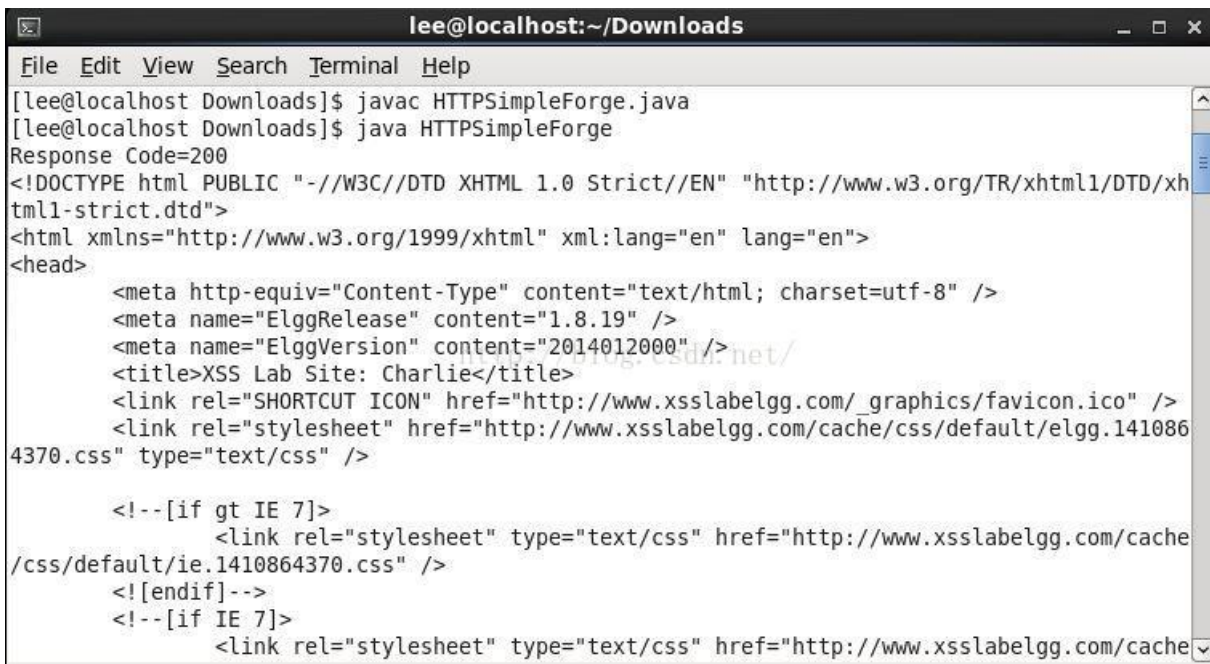 lee@localhost:~/Downloads
File Edit View Search Terminal Help
[lee@localhost Downloads]$ javac HTTPSimpleForge.java
[lee@localhost Downloads]$ java HTTPSimpleForge
Response Code=200
<!DOCTYPE html PUBLIC "-//W3C//DTD XHTML 1.0 Strict//EN" "http://www.w3.org/TR/xhtml1/DTD/xh
tml1-strict.dtd">
<html xmlns="http://www.w3.org/1999/xhtml" xml:lang="en" lang="en">
<head>
        <meta http-equiv="Content-Type" content="text/html; charset=utf-8" />
        <meta name="ElggRelease" content="1.8.19" />
        <meta name="ElggVersion" content="2014012000" />
http://blog.csdn.net/
        <title>XSS Lab Site: Charlie</title>
        <link rel="SHORTCUT ICON" href="http://www.xsslabelgg.com/_graphics/favicon.ico" />
        <link rel="stylesheet" href="http://www.xsslabelgg.com/cache/css/default/elgg.141086
4370.css" type="text/css" />
        <!--[if gt IE 7]>
                <link rel="stylesheet" type="text/css" href="http://www.xsslabelgg.com/cache
/css/default/ie.1410864370.css" />
        <![endif]-->
        <!--[if IE 7]>
                <link rel="stylesheet" type="text/css" href="http://www.xsslabelgg.com/cache